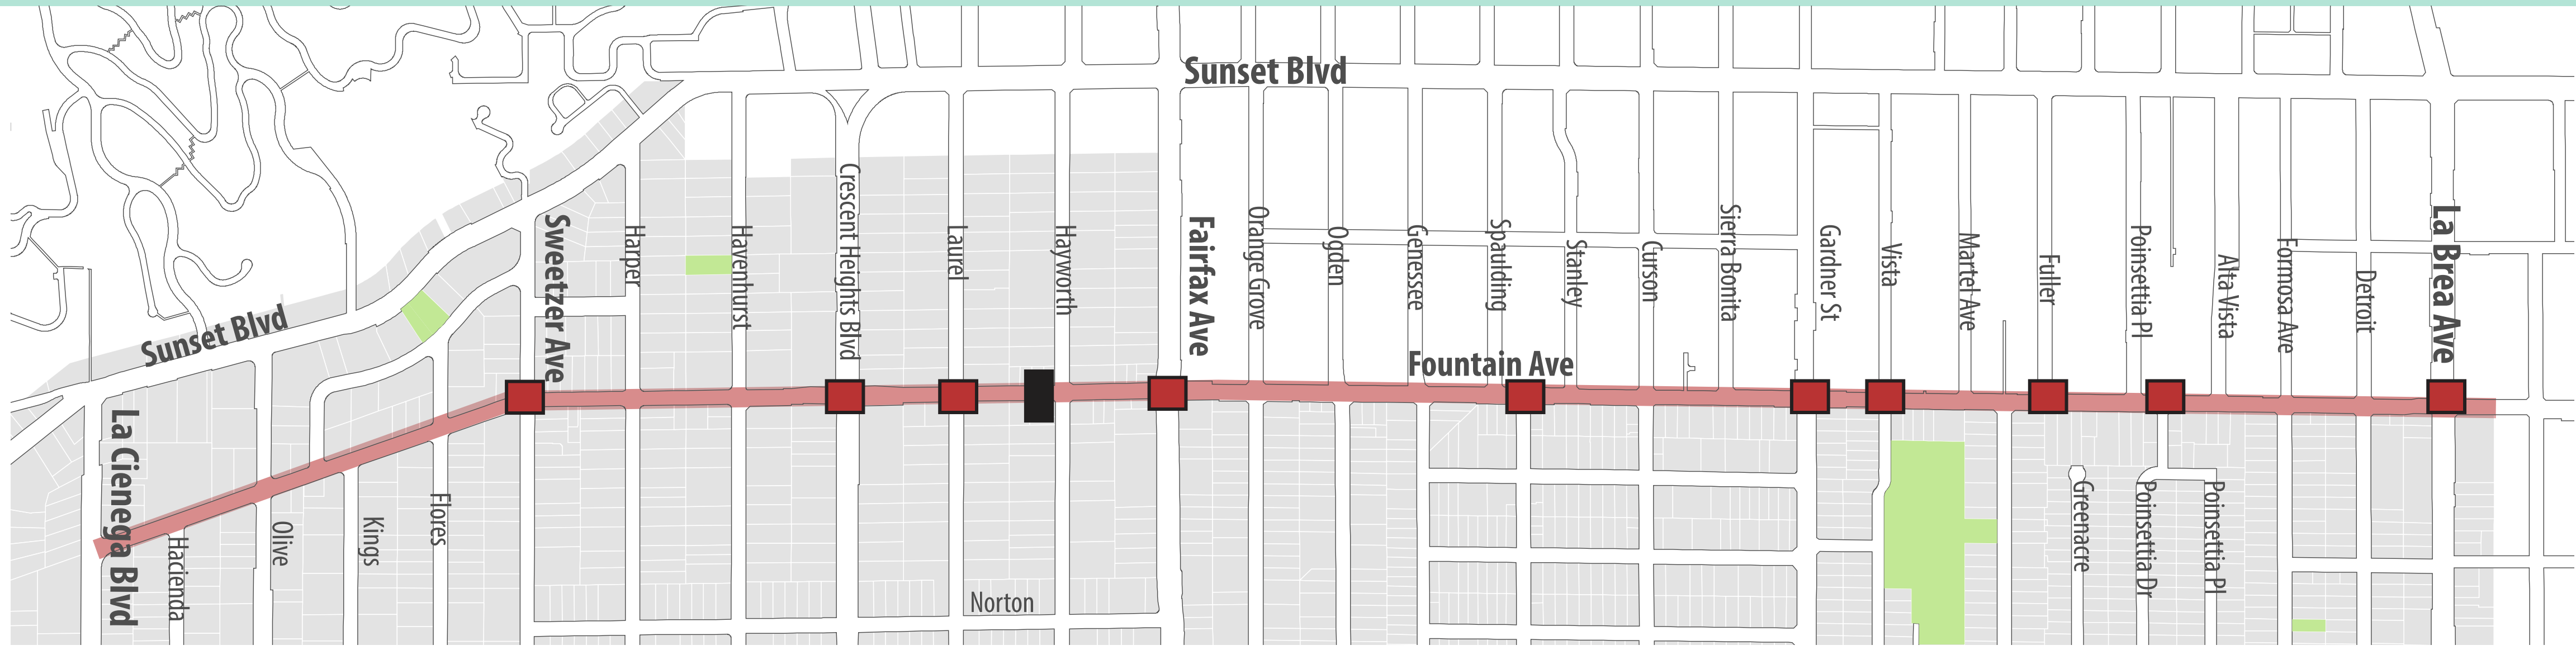 Sunset Blvd
Sunset Blvd
Fountain Ave
La Cienega Blvd
Hacienda
Olive
Kings
Flores
Sweetzer Ave
Harper
Havenhurst
Crescent Heights Blvd
Laurel
Hayworth
Norton
Fairfax Ave
Orange Grove
Ogden
Genessee
Spaulding
Stanley
Curson
Sierra Bonita
Gardner St
Vista
Martel Ave
Fuller
Greenacre
Poinsettia Pl
Poinsettia Dr
Poinsettia Pl
Alta Vista
Formosa Ave
Detroit
La Brea Ave